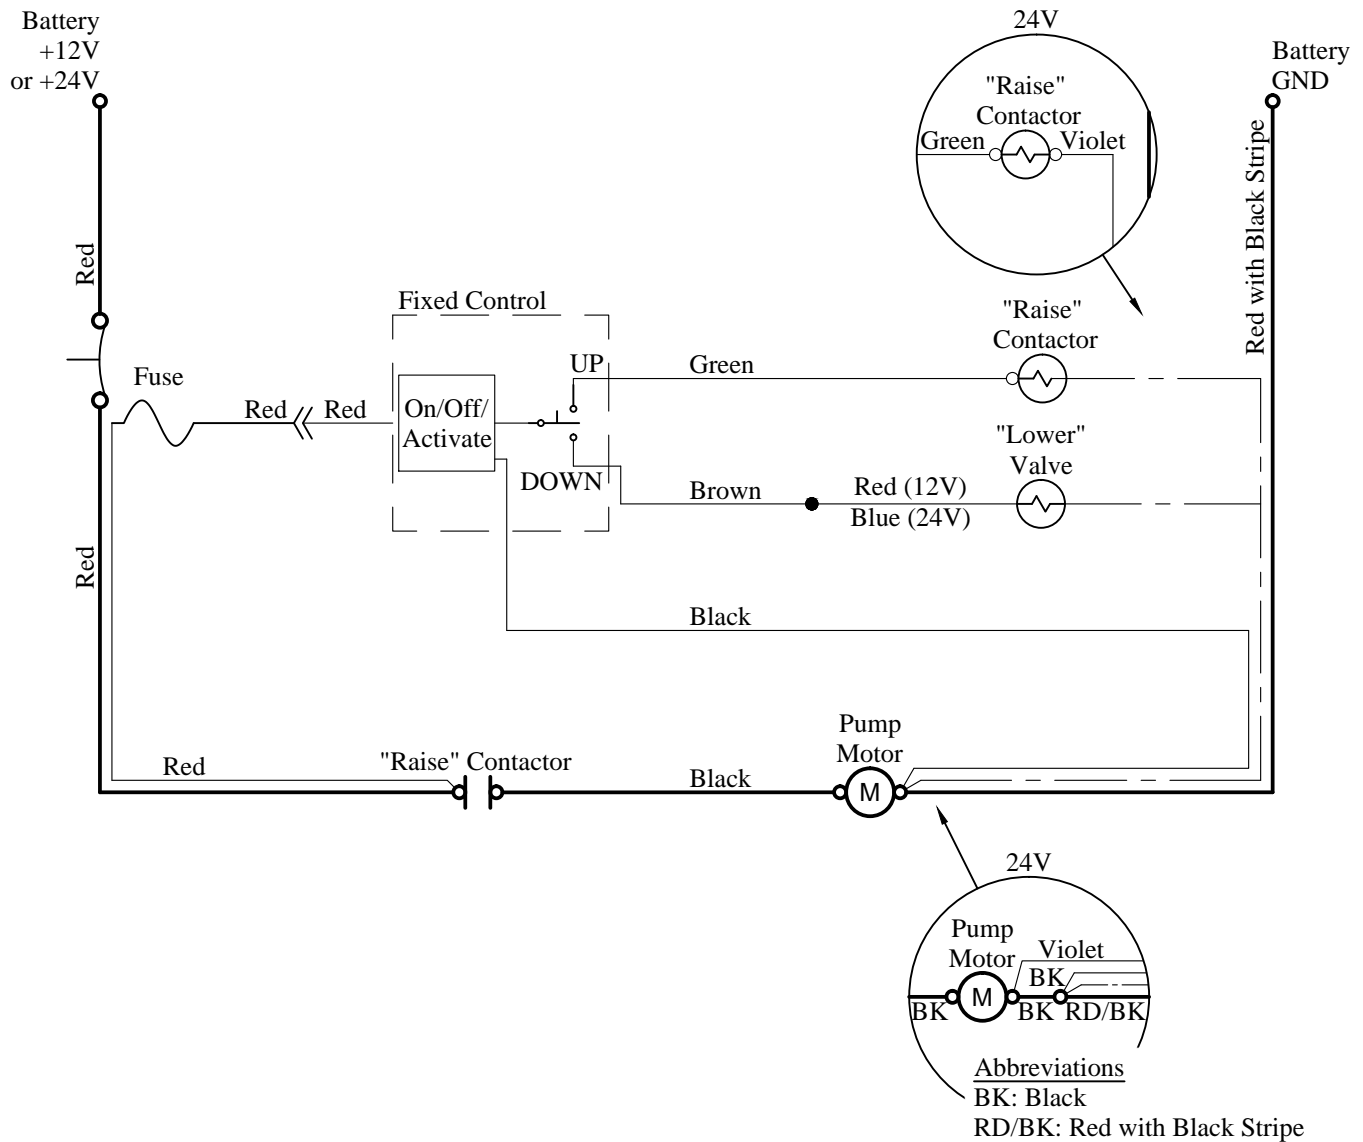 Battery
+12V
or +24V
24V
Battery
GND
"Raise"
Contactor
Green
Violet
Red with Black Stripe
Red
Fixed Control
"Raise"
Contactor
Fuse
UP
Green
Red
Red
On/Off/
Activate
"Lower"
Valve
DOWN
Brown
Red (12V)
Blue (24V)
Red
Black
Pump
Motor
Red
"Raise" Contactor
Black
M
24V
Pump
Motor
Violet
BK
M
BK
BK
RD/BK
Abbreviations
BK: Black
RD/BK: Red with Black Stripe